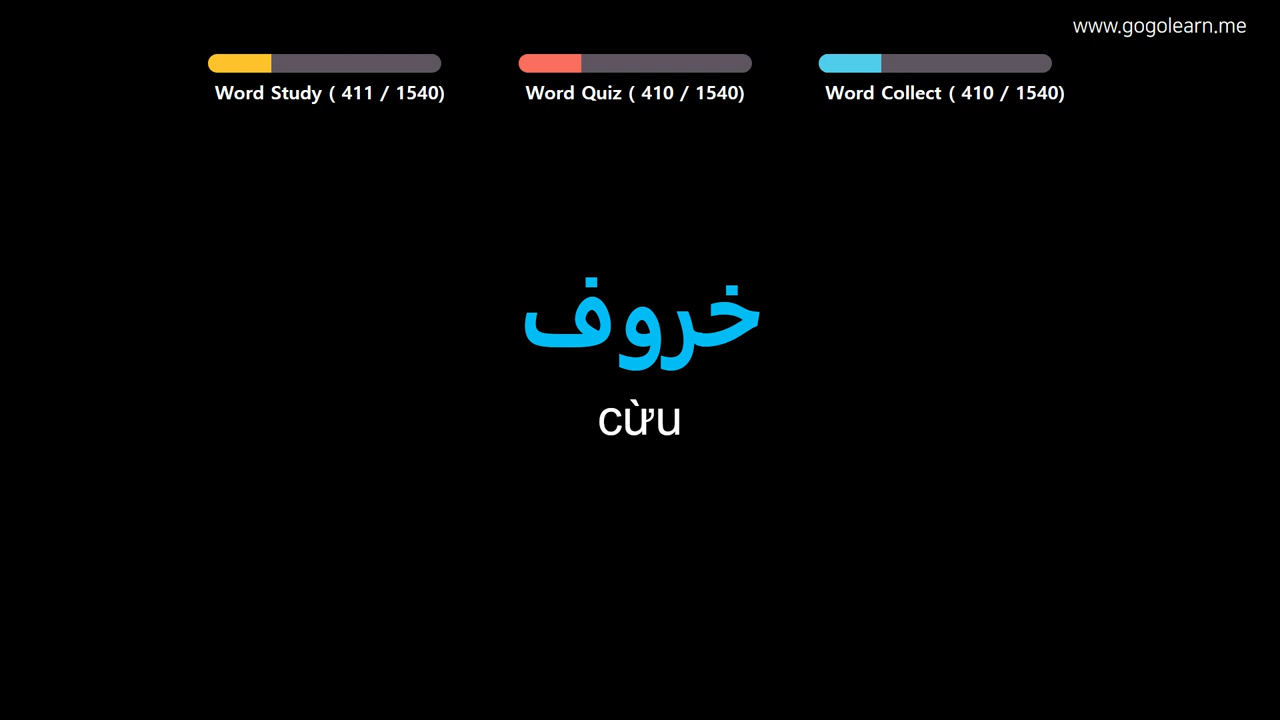 www.gogolearn.me
Word Study ( 411 / 1540)
Word Quiz ( 410 / 1540)
Word Collect ( 410 / 1540)
خروف
cừu